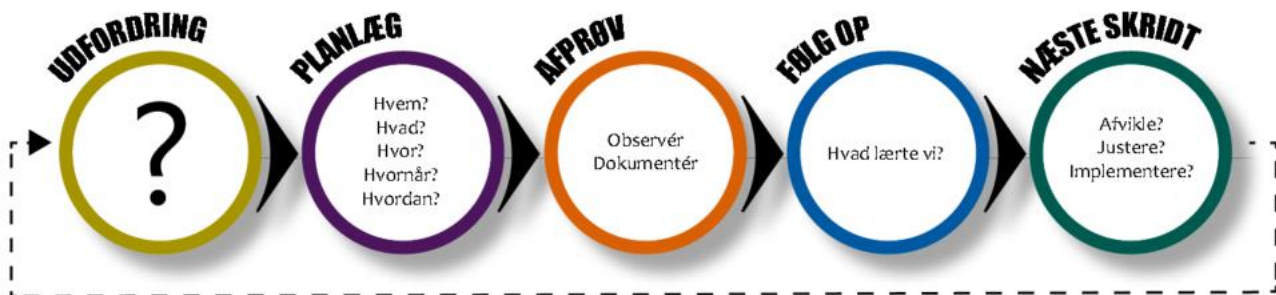 UDFORDRING
?
PLANLÆG
Hvem?
Hvad?
Hvor?
Hvornår?
Hvordan?
AFPRØV
Observér
Dokumentér
FØLG OP
Hvad lærte vi?
NÆSTE SKRIDT
Afvikle?
Justere?
Implementere?